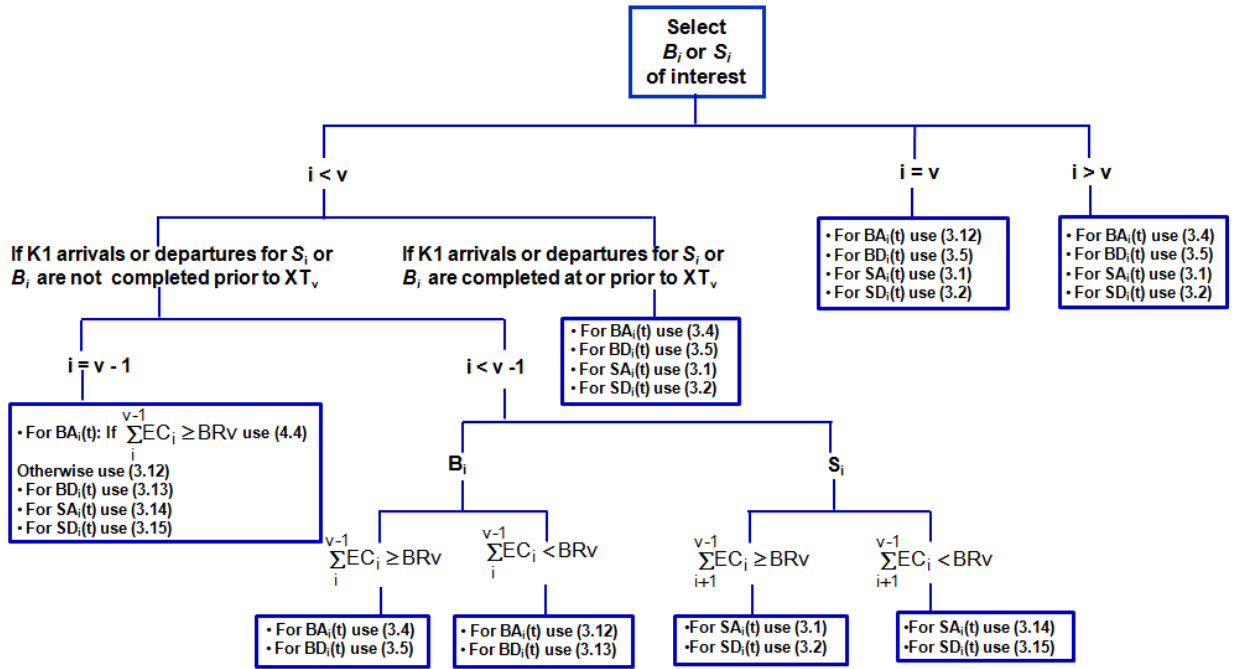 Select
Bᵢ or Sᵢ
of interest
i < v
i = v
i > v
If K1 arrivals or departures for Sᵢ or
Bᵢ are not completed prior to XTᵥ
If K1 arrivals or departures for Sᵢ or
Bᵢ are completed at or prior to XTᵥ
• For BAᵢ(t) use (3.12)
• For BDᵢ(t) use (3.5)
• For SAᵢ(t) use (3.1)
• For SDᵢ(t) use (3.2)
• For BAᵢ(t) use (3.4)
• For BDᵢ(t) use (3.5)
• For SAᵢ(t) use (3.1)
• For SDᵢ(t) use (3.2)
i = v - 1
i < v -1
• For BAᵢ(t) use (3.4)
• For BDᵢ(t) use (3.5)
• For SAᵢ(t) use (3.1)
• For SDᵢ(t) use (3.2)
v-1
• For BAᵢ(t): If ∑ECᵢ ≥ BRv use (4.4)
i
Otherwise use (3.12)
• For BDᵢ(t) use (3.13)
• For SAᵢ(t) use (3.14)
• For SDᵢ(t) use (3.15)
Bᵢ
Sᵢ
v-1
∑ECᵢ ≥ BRv
i
v-1
∑ECᵢ < BRv
i
v-1
∑ECᵢ ≥ BRv
i+1
v-1
∑ECᵢ < BRv
i+1
• For BAᵢ(t) use (3.4)
• For BDᵢ(t) use (3.5)
• For BAᵢ(t) use (3.12)
• For BDᵢ(t) use (3.13)
• For SAᵢ(t) use (3.1)
• For SDᵢ(t) use (3.2)
•For SAᵢ(t) use (3.14)
•For SDᵢ(t) use (3.15)